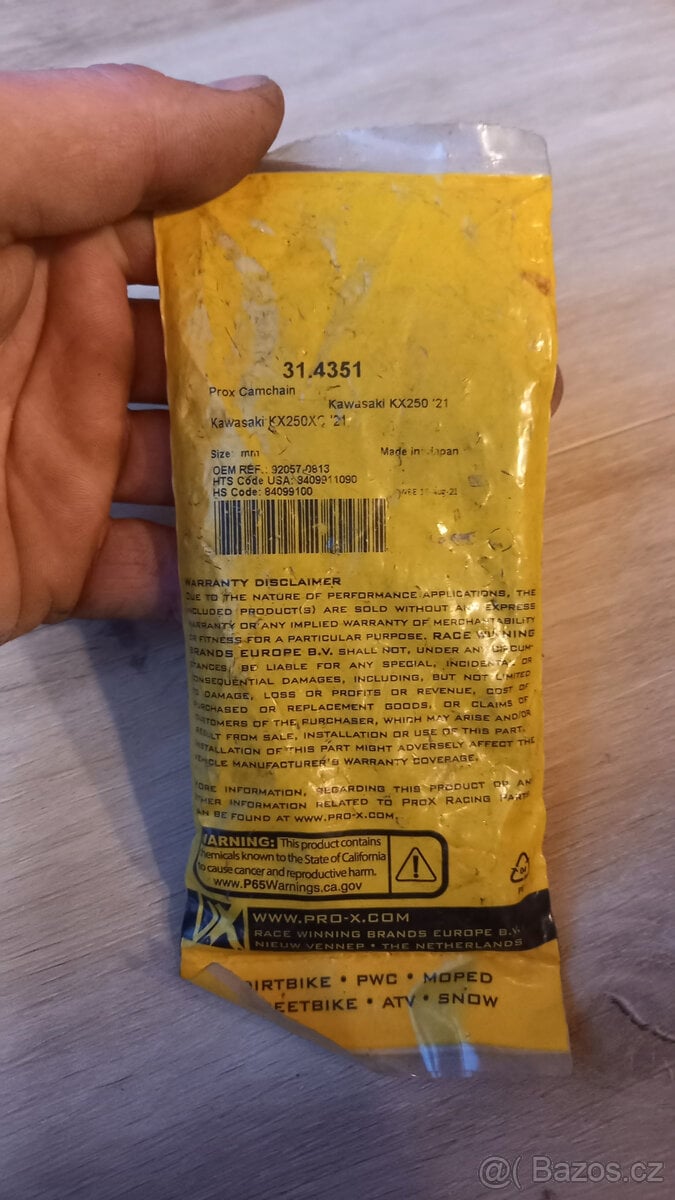 31.4351
Prox Camchain
Kawasaki KX250 '21
Kawasaki KX250XC '21
Size: mm
Made in Japan
OEM REF.: 92057-0813
HTS Code USA: 8409911090
HS Code: 84099100
Aug-21
WARRANTY DISCLAIMER
DUE TO THE NATURE OF PERFORMANCE APPLICATIONS, THE
INCLUDED PRODUCT(S) ARE SOLD WITHOUT ANY EXPRESS
WARRANTY OR ANY IMPLIED WARRANTY OF MERCHANTABILITY
OR FITNESS FOR A PARTICULAR PURPOSE. RACE WINNING
BRANDS EUROPE B.V. SHALL NOT, UNDER ANY CIRCUM-
STANCES, BE LIABLE FOR ANY SPECIAL, INCIDENTAL OR
CONSEQUENTIAL DAMAGES, INCLUDING, BUT NOT LIMITED
TO DAMAGE, LOSS OR PROFITS OR REVENUE, COST OF
PURCHASED OR REPLACEMENT GOODS, OR CLAIMS OF
CUSTOMERS OF THE PURCHASER, WHICH MAY ARISE AND/OR
RESULT FROM SALE, INSTALLATION OR USE OF THIS PART.
INSTALLATION OF THIS PART MIGHT ADVERSELY AFFECT THE
VEHICLE MANUFACTURER'S WARRANTY COVERAGE.
MORE INFORMATION, REGARDING THIS PRODUCT OR ANY
OTHER INFORMATION RELATED TO PROX RACING PARTS
CAN BE FOUND AT WWW.PRO-X.COM.
WARNING: This product contains
chemicals known to the State of California
to cause cancer and reproductive harm.
www.P65Warnings.ca.gov
04
PE
WWW.PRO-X.COM
RACE WINNING BRANDS EUROPE B.V.
NIEUW VENNEP • THE NETHERLANDS
DIRTBIKE • PWC • MOPED
EETBIKE • ATV • SNOW
@( Bazos.cz